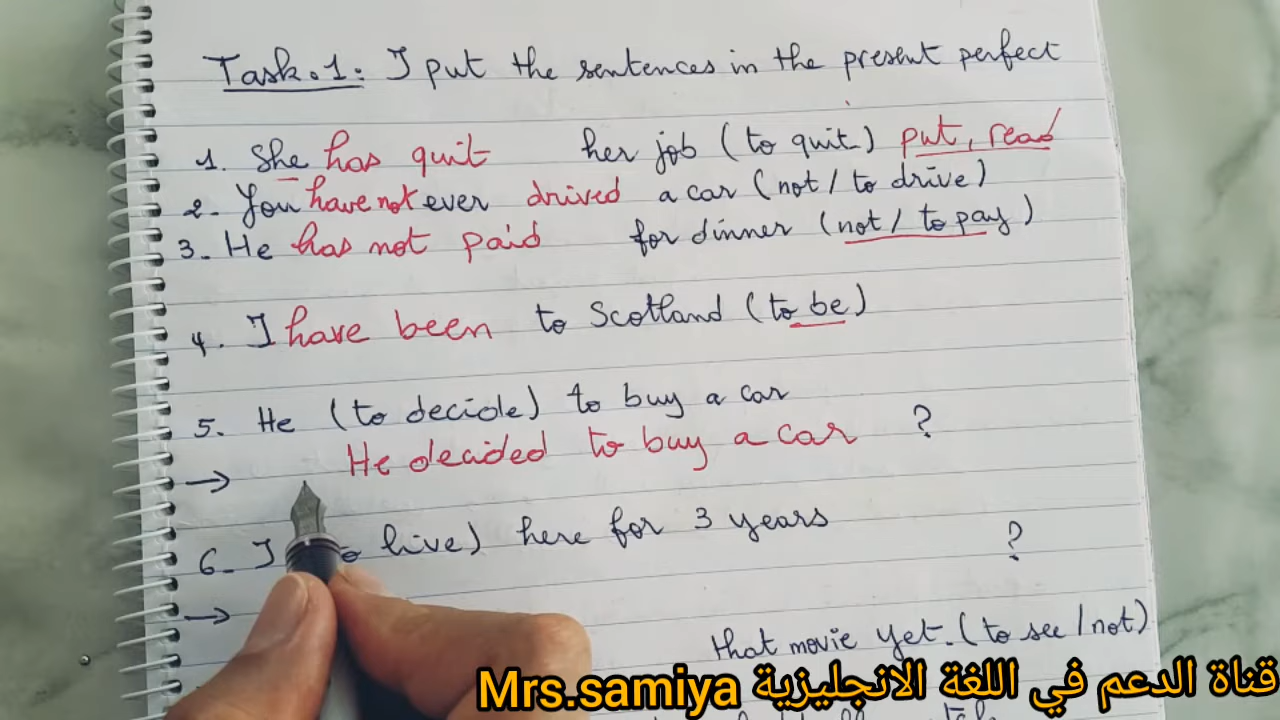 Task.1: I put the sentences in the present perfect
1. She has quit her job (to quit) put, read
2. You have not ever drived a car (not / to drive)
3. He has not paid for dinner (not / to pay)
4. I have been to Scotland (to be)
5. He (to decide) to buy a car
→ He decided to buy a car ?
6. I live) here for 3 years
→ ?
that movie yet. (to see / not)
Mrs.samiya قناة الدعم في اللغة الانجليزية